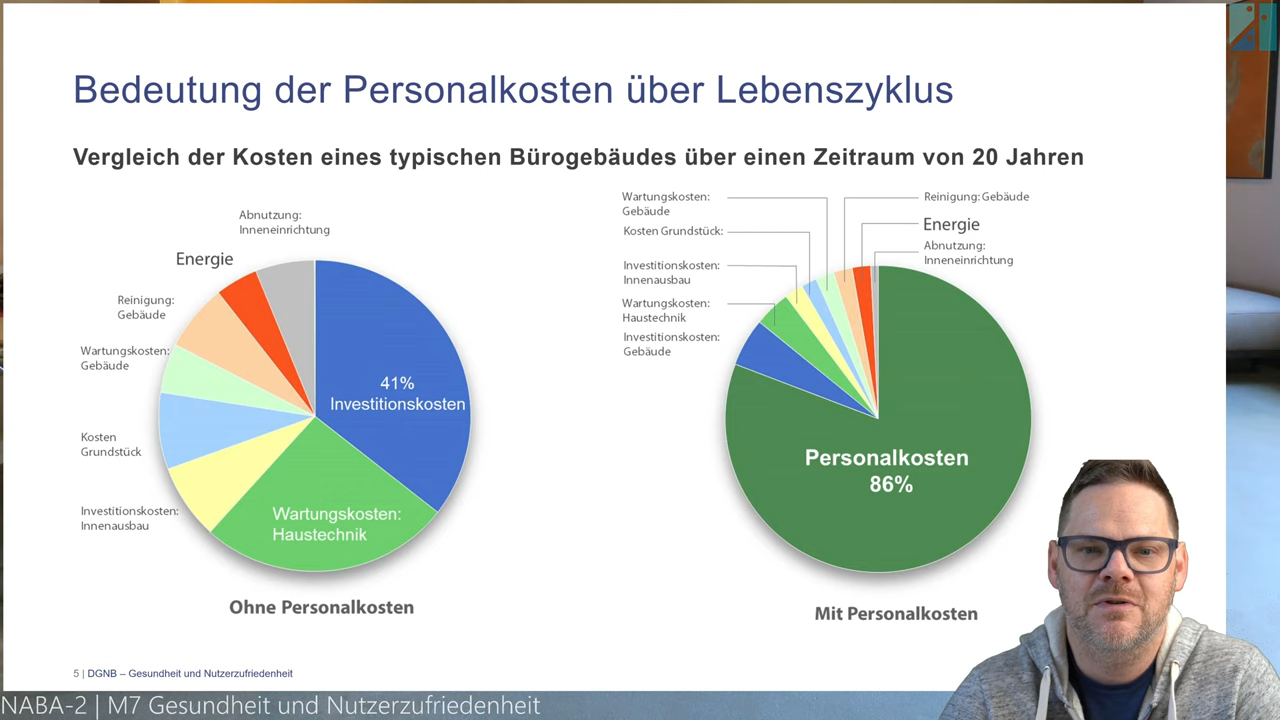 Bedeutung der Personalkosten über Lebenszyklus
Vergleich der Kosten eines typischen Bürogebäudes über einen Zeitraum von 20 Jahren
Abnutzung:
Inneneinrichtung
Energie
Reinigung:
Gebäude
Wartungskosten:
Gebäude
Kosten
Grundstück
Investitionskosten:
Innenausbau
41%
Investitionskosten
Wartungskosten:
Haustechnik
Ohne Personalkosten
Wartungskosten:
Gebäude
Kosten Grundstück:
Investitionskosten:
Innenausbau
Wartungskosten:
Haustechnik
Investitionskosten:
Gebäude
Reinigung: Gebäude
Energie
Abnutzung:
Inneneinrichtung
Personalkosten
86%
Mit Personalkosten
5 | DGNB – Gesundheit und Nutzerzufriedenheit
NABA-2 | M7 Gesundheit und Nutzerzufriedenheit